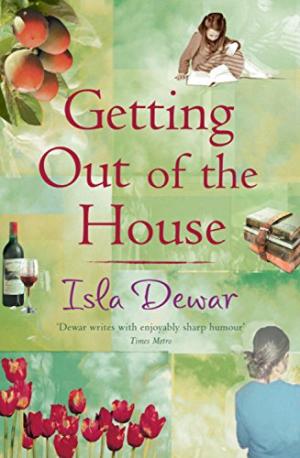 Getting
Out of the
House
Isla Dewar
'Dewar writes with enjoyably sharp humour'
Times Metro